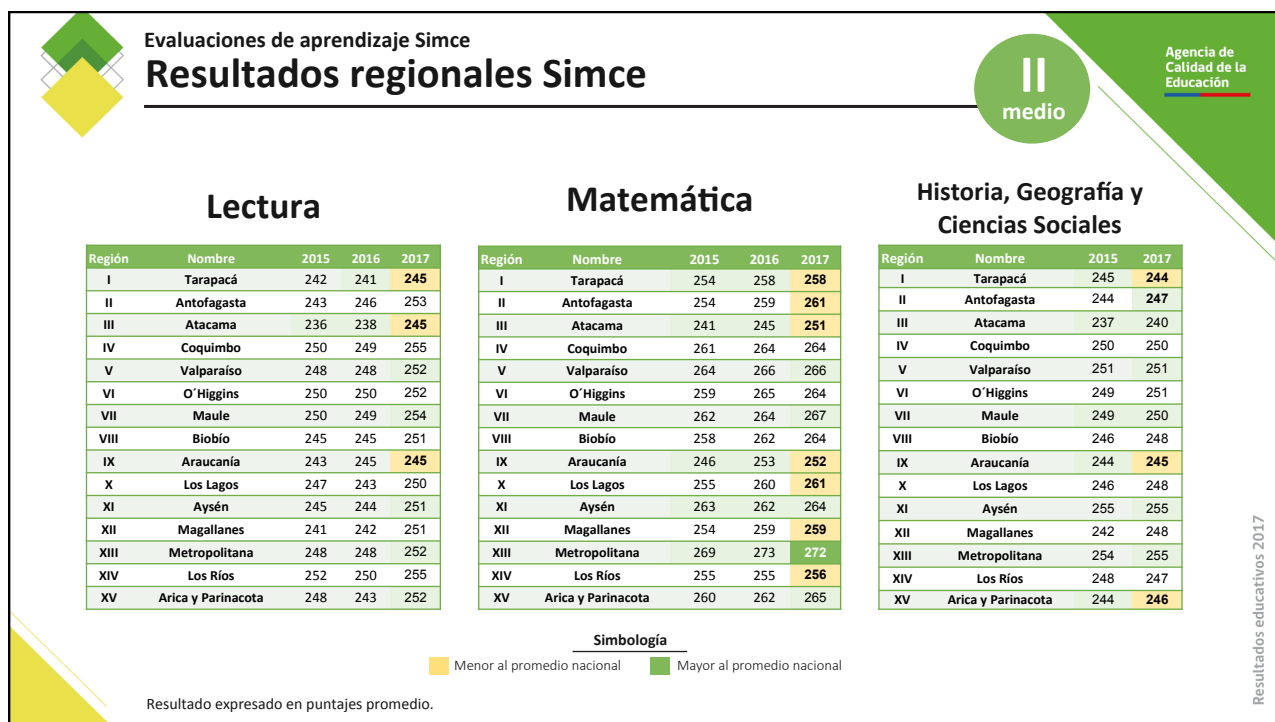 Evaluaciones de aprendizaje Simce
Resultados regionales Simce
II
medio
Agencia de
Calidad de la
Educación
Lectura
Región Nombre 2015 2016 2017
I Tarapacá 242 241 245
II Antofagasta 243 246 253
III Atacama 236 238 245
IV Coquimbo 250 249 255
V Valparaíso 248 248 252
VI O´Higgins 250 250 252
VII Maule 250 249 254
VIII Biobío 245 245 251
IX Araucanía 243 245 245
X Los Lagos 247 243 250
XI Aysén 245 244 251
XII Magallanes 241 242 251
XIII Metropolitana 248 248 252
XIV Los Ríos 252 250 255
XV Arica y Parinacota 248 243 252
Matemática
Región Nombre 2015 2016 2017
I Tarapacá 254 258 258
II Antofagasta 254 259 261
III Atacama 241 245 251
IV Coquimbo 261 264 264
V Valparaíso 264 266 266
VI O´Higgins 259 265 264
VII Maule 262 264 267
VIII Biobío 258 262 264
IX Araucanía 246 253 252
X Los Lagos 255 260 261
XI Aysén 263 262 264
XII Magallanes 254 259 259
XIII Metropolitana 269 273 272
XIV Los Ríos 255 255 256
XV Arica y Parinacota 260 262 265
Historia, Geografía y
Ciencias Sociales
Región Nombre 2015 2017
I Tarapacá 245 244
II Antofagasta 244 247
III Atacama 237 240
IV Coquimbo 250 250
V Valparaíso 251 251
VI O´Higgins 249 251
VII Maule 249 250
VIII Biobío 246 248
IX Araucanía 244 245
X Los Lagos 246 248
XI Aysén 255 255
XII Magallanes 242 248
XIII Metropolitana 254 255
XIV Los Ríos 248 247
XV Arica y Parinacota 244 246
Simbología
Menor al promedio nacional Mayor al promedio nacional
Resultado expresado en puntajes promedio.
Resultados educativos 2017